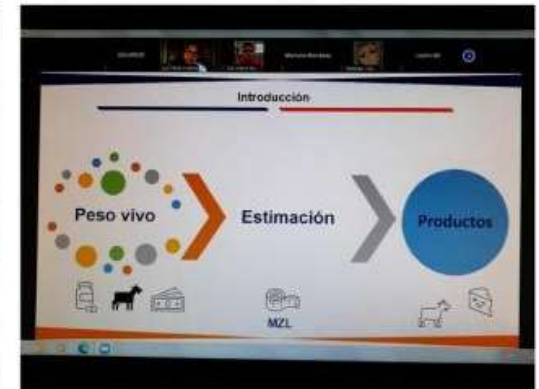 Introducción
Peso vivo
Estimación
Productos
MZL